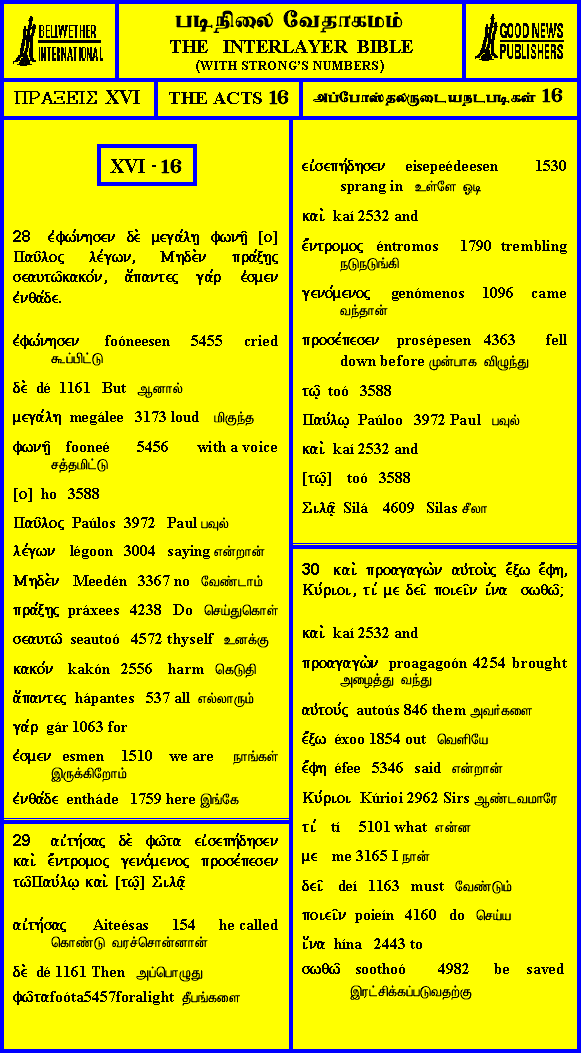 BELLWETHER
INTERNATIONAL
படிநிலை வேதாகமம்
THE INTERLAYER BIBLE
(WITH STRONG'S NUMBERS)
GOOD NEWS
PUBLISHERS
ΠΡΑΞΕΙΣ XVI
THE ACTS 16
அப்போஸ்தலருடையநடபடிகள் 16
XVI - 16
28 ἐφώνησεν δὲ μεγάλῃ φωνῇ [ο]
Παῦλος λέγων, Μηδὲν πράξῃς
σεαυτῶκακόν, ἅπαντες γάρ ἐσμεν
ἐνθάδε.
ἐφώνησεν foóneesen 5455 cried
கூப்பிட்டு
δὲ dé 1161 But ஆனால்
μεγάλη megálee 3173 loud மிகுந்த
φωνῇ fooneé 5456 with a voice
சத்தமிட்டு
[ο] ho 3588
Παῦλος Paúlos 3972 Paul பவுல்
λέγων légoon 3004 saying என்றான்
Μηδὲν Meedén 3367 no வேண்டாம்
πράξῃς práxees 4238 Do செய்துகொள்
σεαυτῶ seautoó 4572 thyself உனக்கு
κακόν kakón 2556 harm கெடுதி
ἅπαντες hápantes 537 all எல்லாரும்
γάρ gár 1063 for
ἐσμεν esmen 1510 we are நாங்கள்
இருக்கிறோம்
ἐνθάδε entháde 1759 here இங்கே
29 αἰτήσας δὲ φῶτα εἰσεπήδησεν
καὶ ἔντρομος γενόμενος προσέπεσεν
τῶΠαύλῳ καὶ [τῷ] Σιλᾷ
αἰτήσας Aiteésas 154 he called
கொண்டு வரச்சொன்னான்
δὲ dé 1161 Then அப்பொழுது
φῶταfoóta5457foralight தீபங்களை
εἰσεπήδησεν eisepeédeesen 1530
sprang in உள்ளே ஓடி
καὶ kaí 2532 and
ἔντρομος éntromos 1790 trembling
நடுநடுங்கி
γενόμενος genómenos 1096 came
வந்தான்
προσέπεσεν prosépesen 4363 fell
down before முன்பாக விழுந்து
τῷ toó 3588
Παύλῳ Paúloo 3972 Paul பவுல்
καὶ kaí 2532 and
[τῷ] toó 3588
Σιλᾷ Silá 4609 Silas சீலா
30 καὶ προαγαγὼν αὐτοὺς ἔξω ἔφη,
Κύριοι, τί με δεῖ ποιεῖν ἵνα σωθῶ;
καὶ kaí 2532 and
προαγαγὼν proagagoón 4254 brought
அழைத்து வந்து
αὐτούς autoús 846 them அவர்களை
ἔξω éxoo 1854 out வெளியே
ἔφη éfee 5346 said என்றான்
Κύριοι Kúrioi 2962 Sirs ஆண்டவமாரே
τί tí 5101 what என்ன
με me 3165 I நான்
δεῖ deí 1163 must வேண்டும்
ποιεῖν poieín 4160 do செய்ய
ἵνα hína 2443 to
σωθῶ soothoó 4982 be saved
இரட்சிக்கப்படுவதற்கு